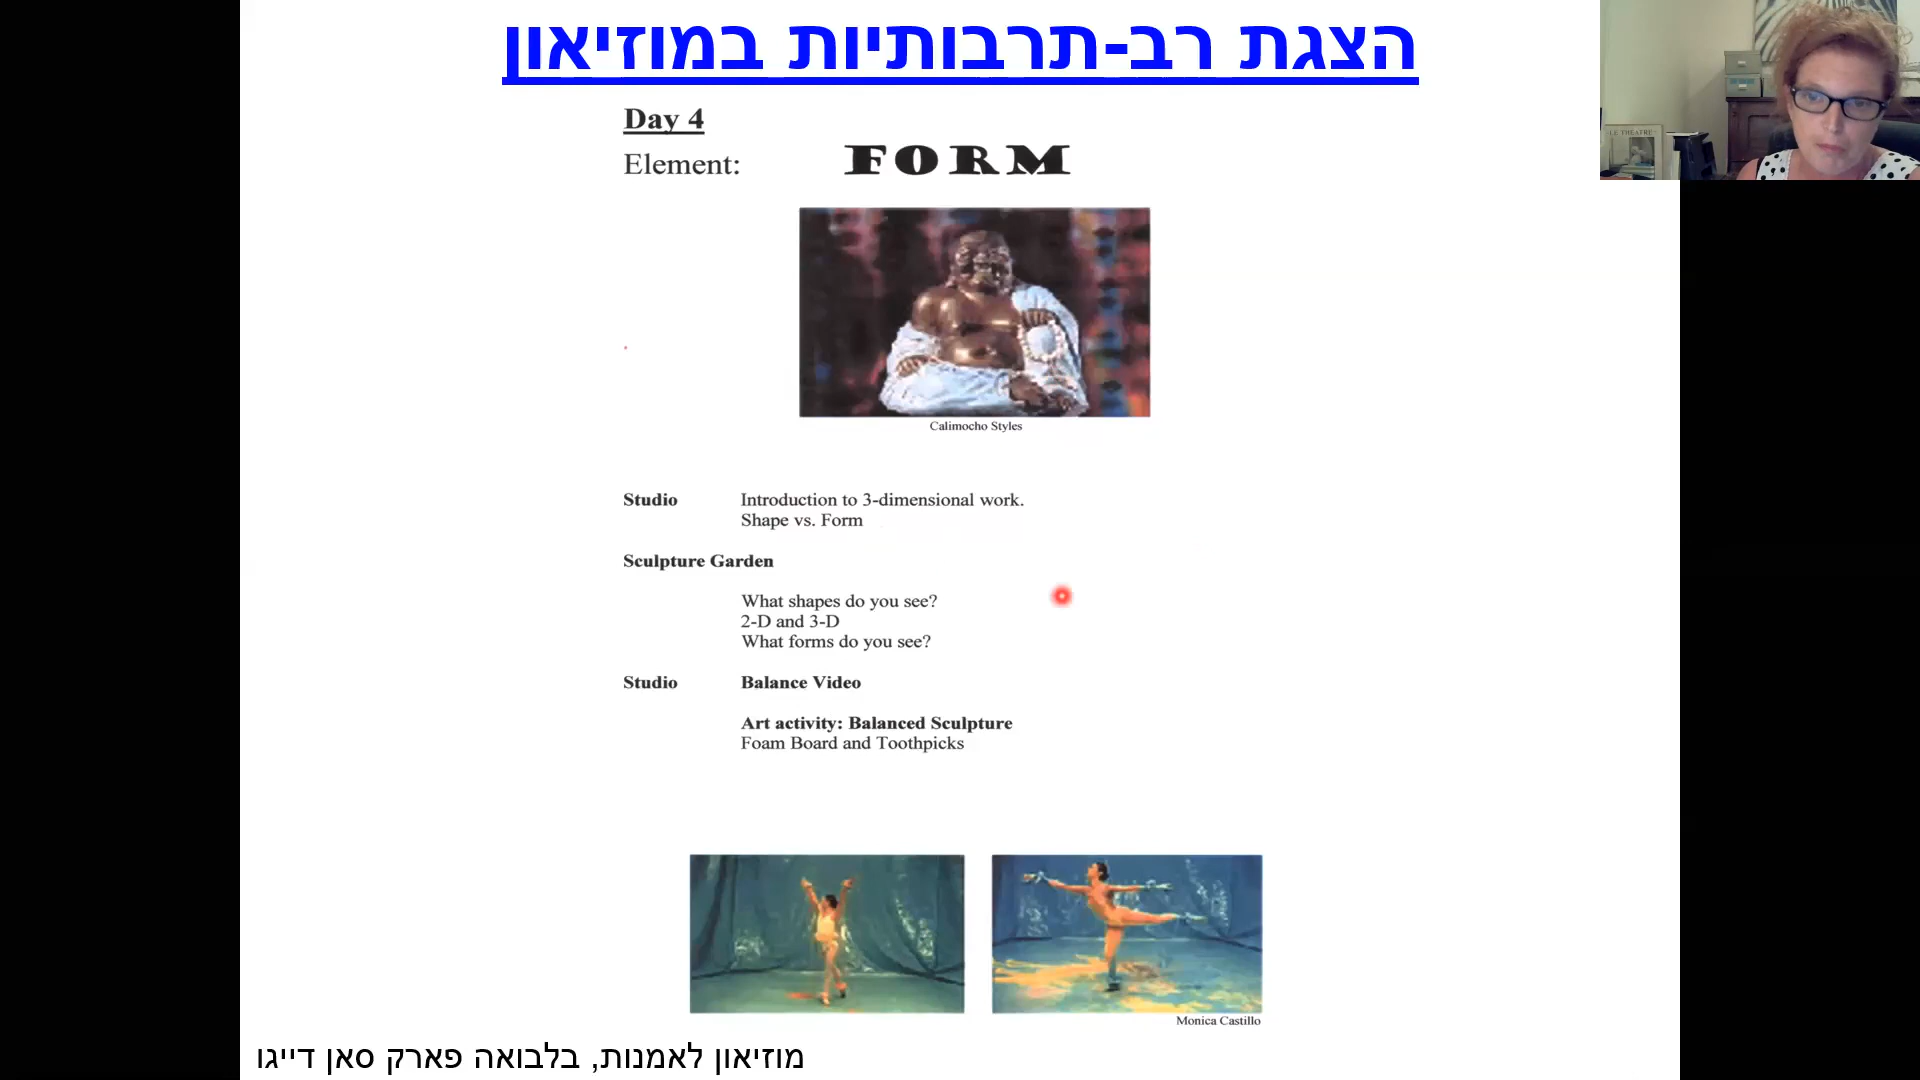 הצגת רב-תרבותיות במוזיאון
LE THEATRE
Day 4
Element: FORM
Calimocho Styles
Studio Introduction to 3-dimensional work.
Shape vs. Form
Sculpture Garden
What shapes do you see?
2-D and 3-D
What forms do you see?
Studio Balance Video
Art activity: Balanced Sculpture
Foam Board and Toothpicks
Monica Castillo
מוזיאון לאמנות, בלבואה פארק סאן דייגו